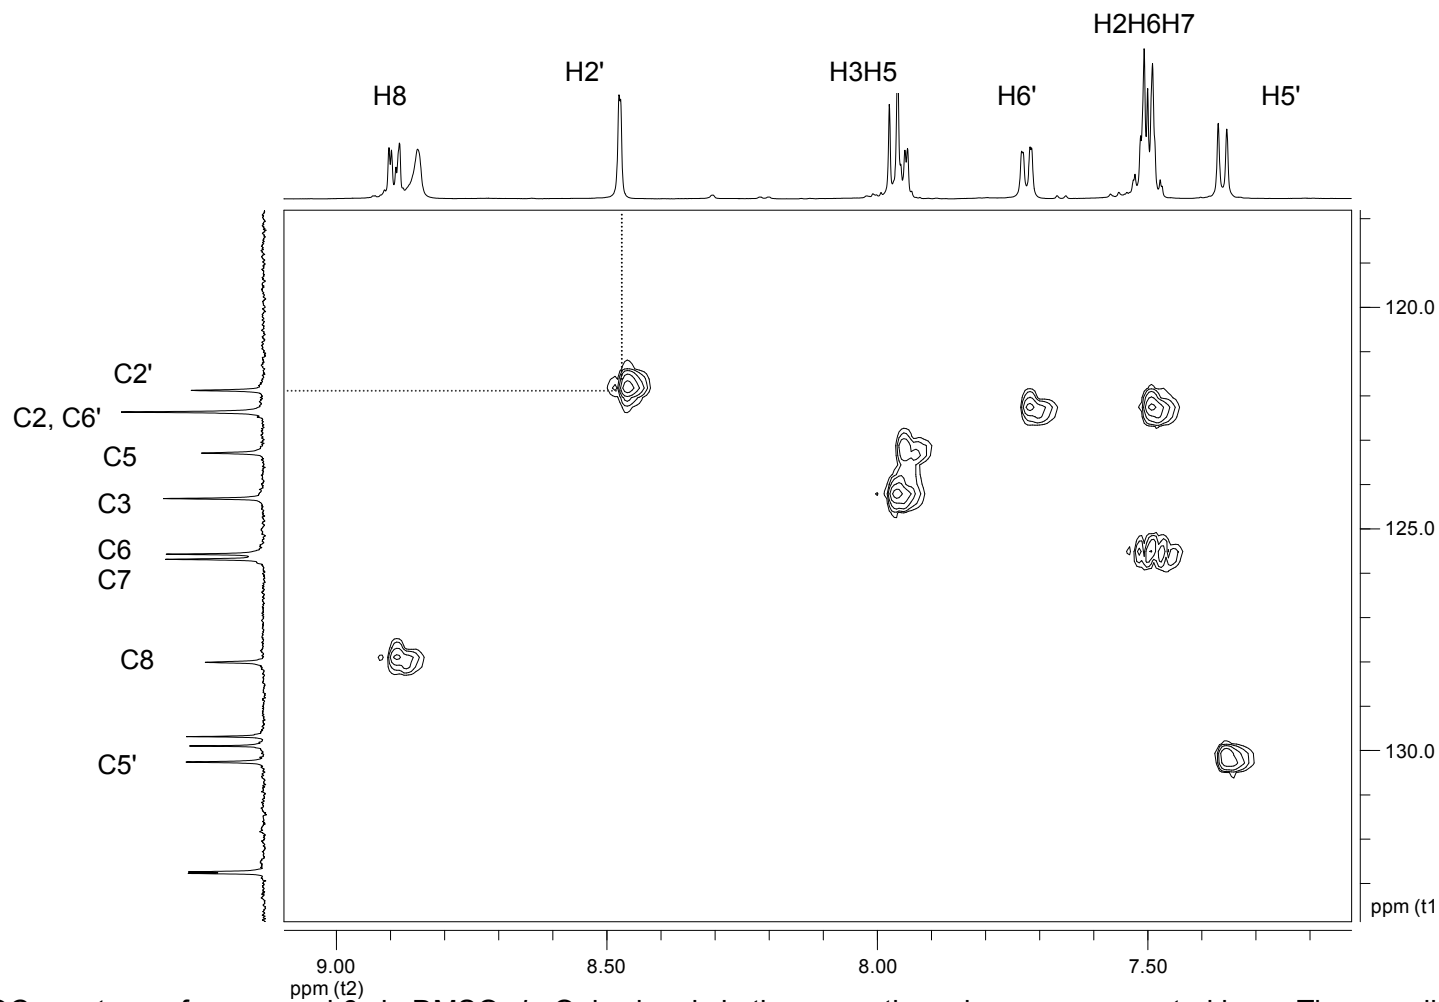 H2H6H7
H2'
H3H5
H8
H6'
H5'
120.0
C2'
C2, C6'
C5
C3
125.0
C6
C7
C8
130.0
C5'
ppm (t1
9.00
8.50
8.00
7.50
ppm (t2)